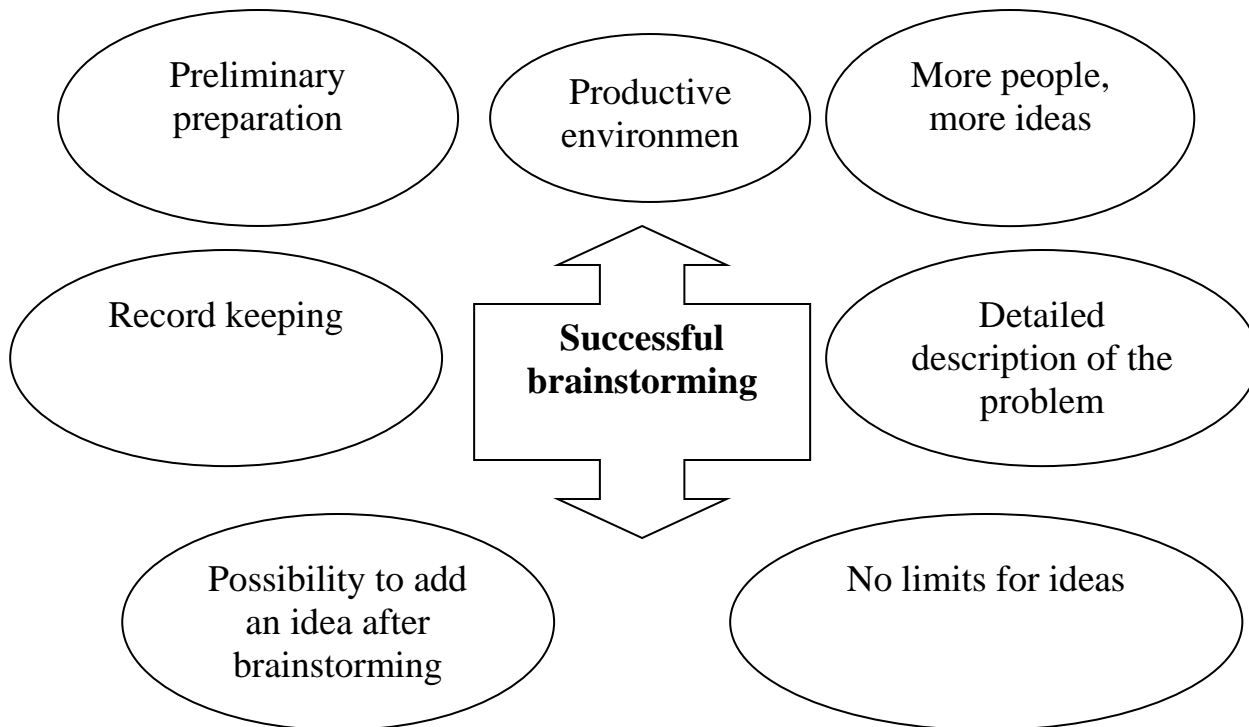 Preliminary
preparation
Productive
environmen
More people,
more ideas
Record keeping
Successful
brainstorming
Detailed
description of the
problem
Possibility to add
an idea after
brainstorming
No limits for ideas